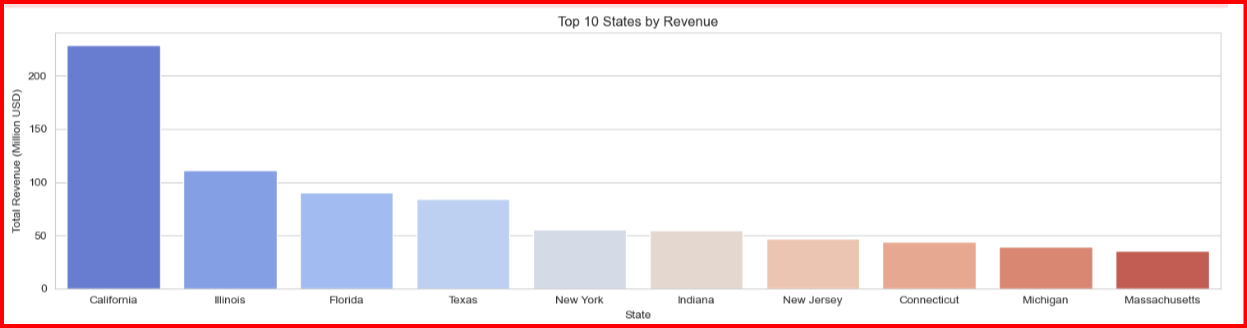 Top 10 States by Revenue
Total Revenue (Million USD)
200
150
100
50
0
California Illinois Florida Texas New York Indiana New Jersey Connecticut Michigan Massachusetts
State